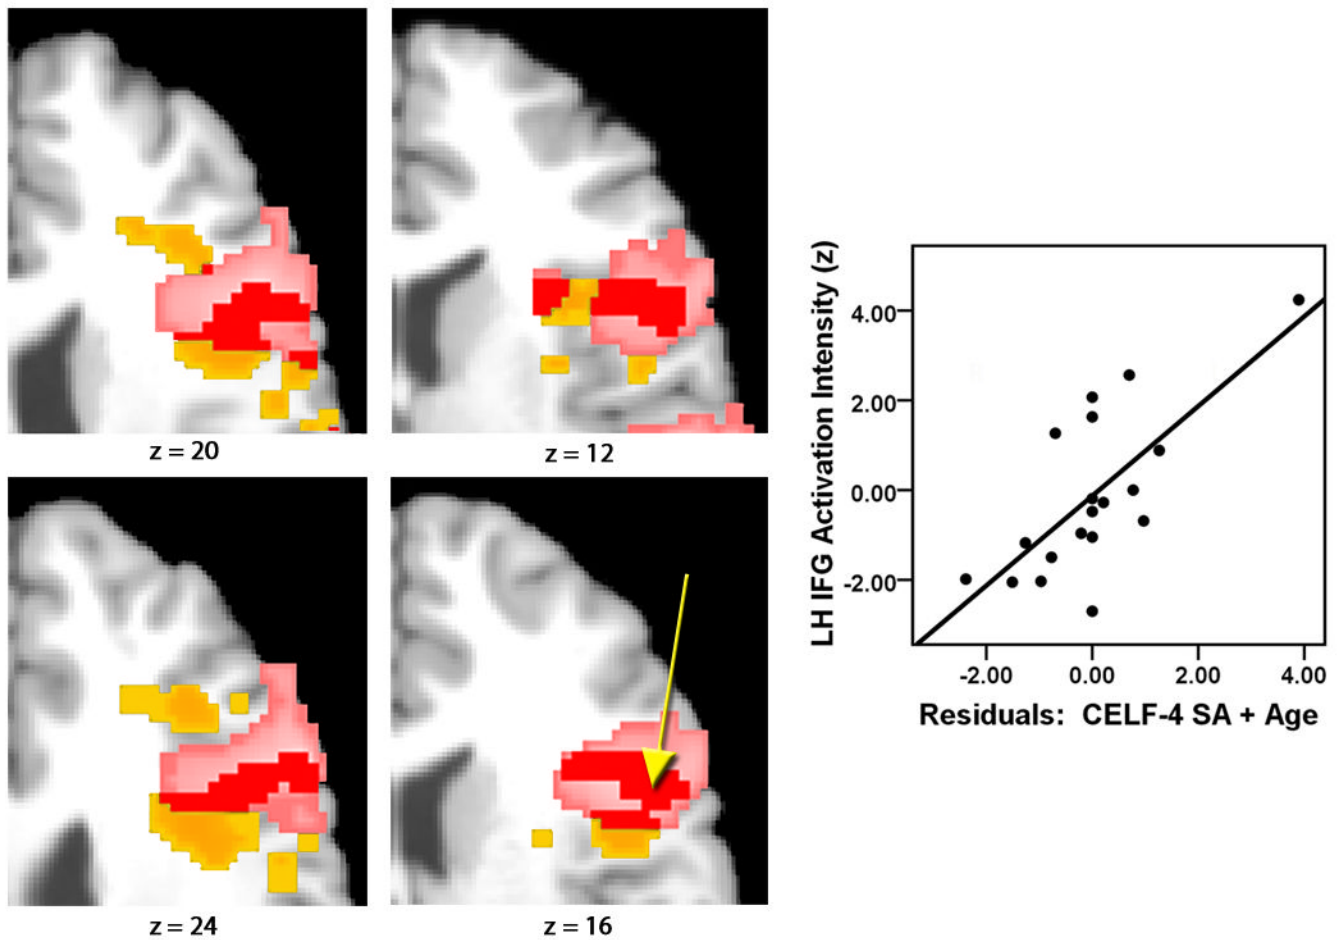 z = 20
z = 12
z = 24
z = 16
LH IFG Activation Intensity (z)
4.00
2.00
0.00
-2.00
-2.00 0.00 2.00 4.00
Residuals: CELF-4 SA + Age